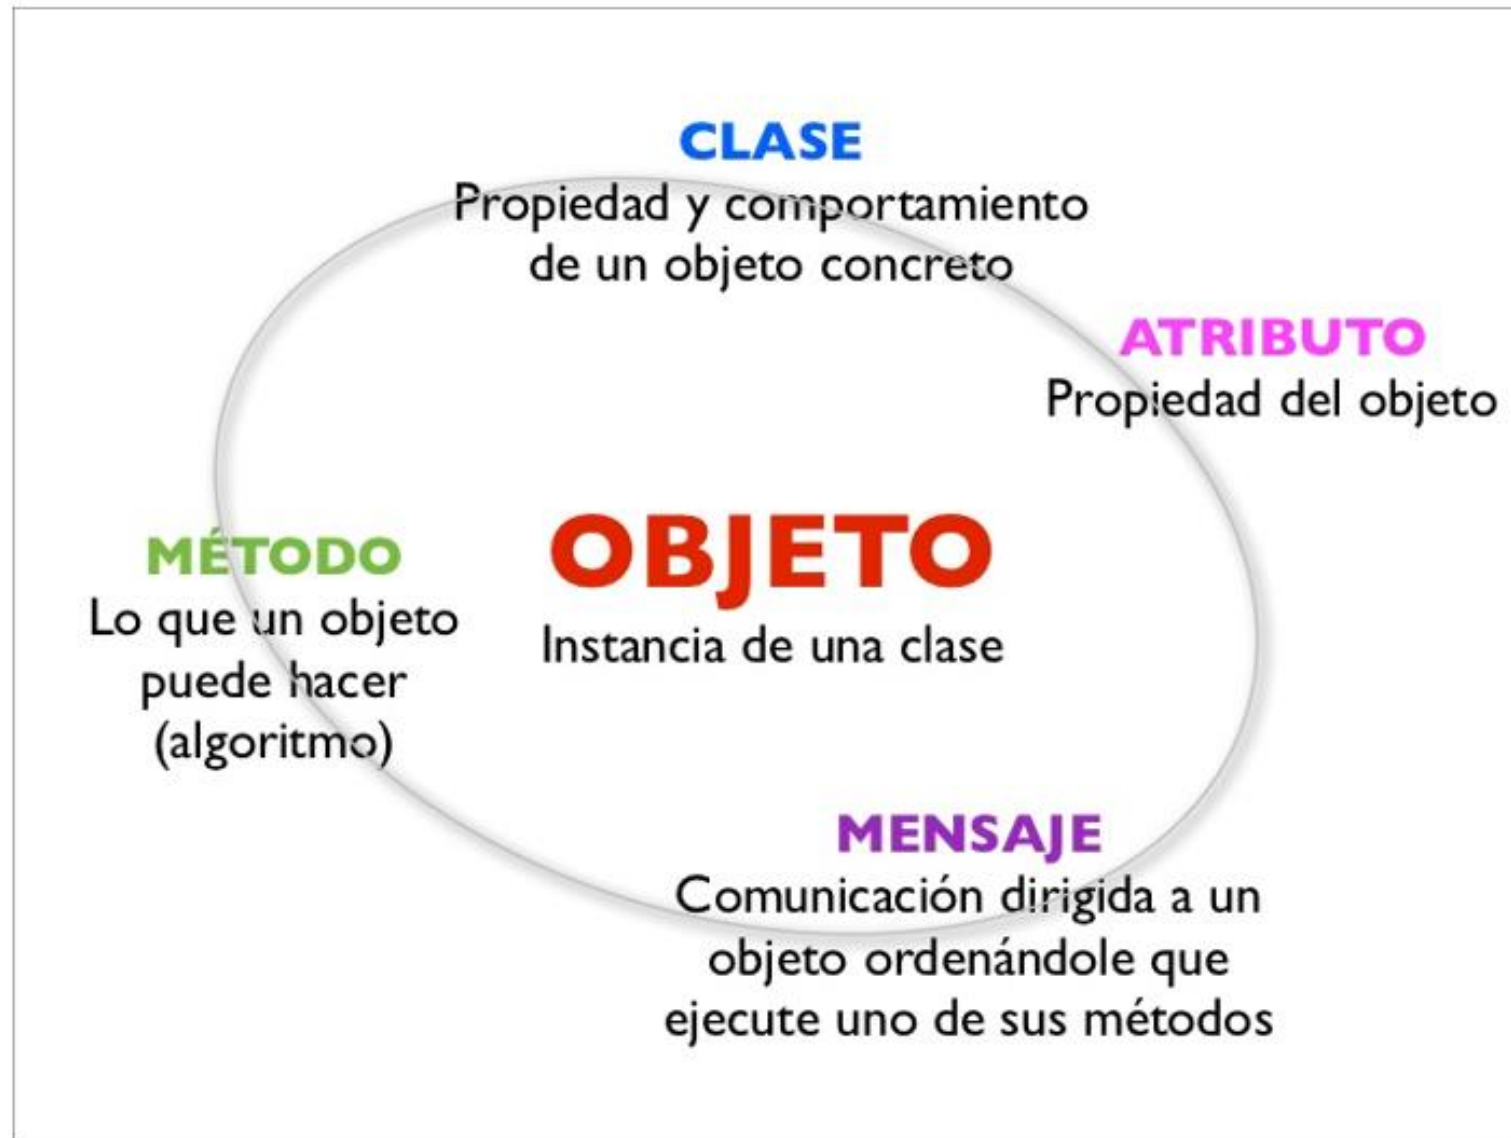 CLASE
Propiedad y comportamiento
de un objeto concreto
ATRIBUTO
Propiedad del objeto
OBJETO
Instancia de una clase
MÉTODO
Lo que un objeto
puede hacer
(algoritmo)
MENSAJE
Comunicación dirigida a un
objeto ordenándole que
ejecute uno de sus métodos